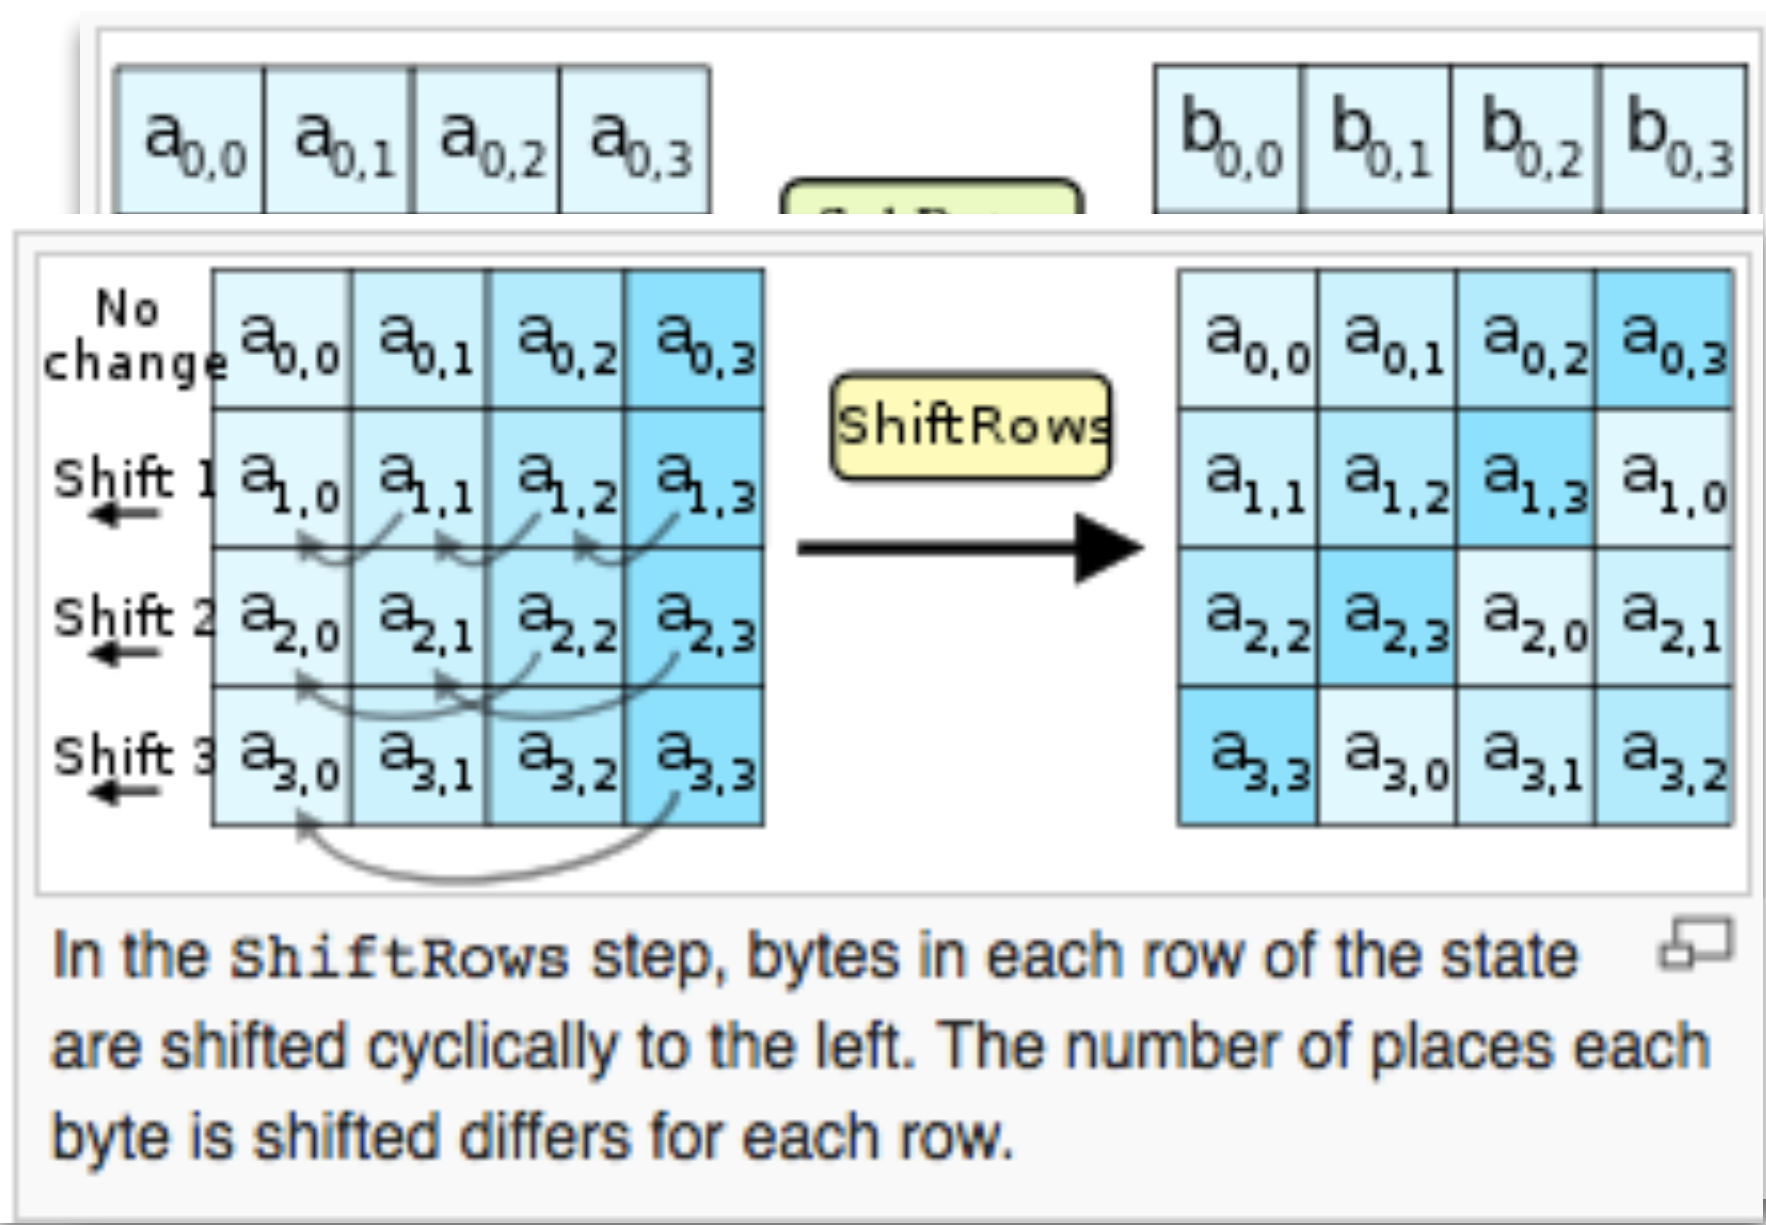 a0,0 a0,1 a0,2 a0,3 b0,0 b0,1 b0,2 b0,3
No change a0,0 a0,1 a0,2 a0,3 a0,0 a0,1 a0,2 a0,3
ShiftRows
Shift 1 a1,0 a1,1 a1,2 a1,3 a1,1 a1,2 a1,3 a1,0
Shift 2 a2,0 a2,1 a2,2 a2,3 a2,2 a2,3 a2,0 a2,1
Shift 3 a3,0 a3,1 a3,2 a3,3 a3,3 a3,0 a3,1 a3,2
In the ShiftRows step, bytes in each row of the state
are shifted cyclically to the left. The number of places each
byte is shifted differs for each row.